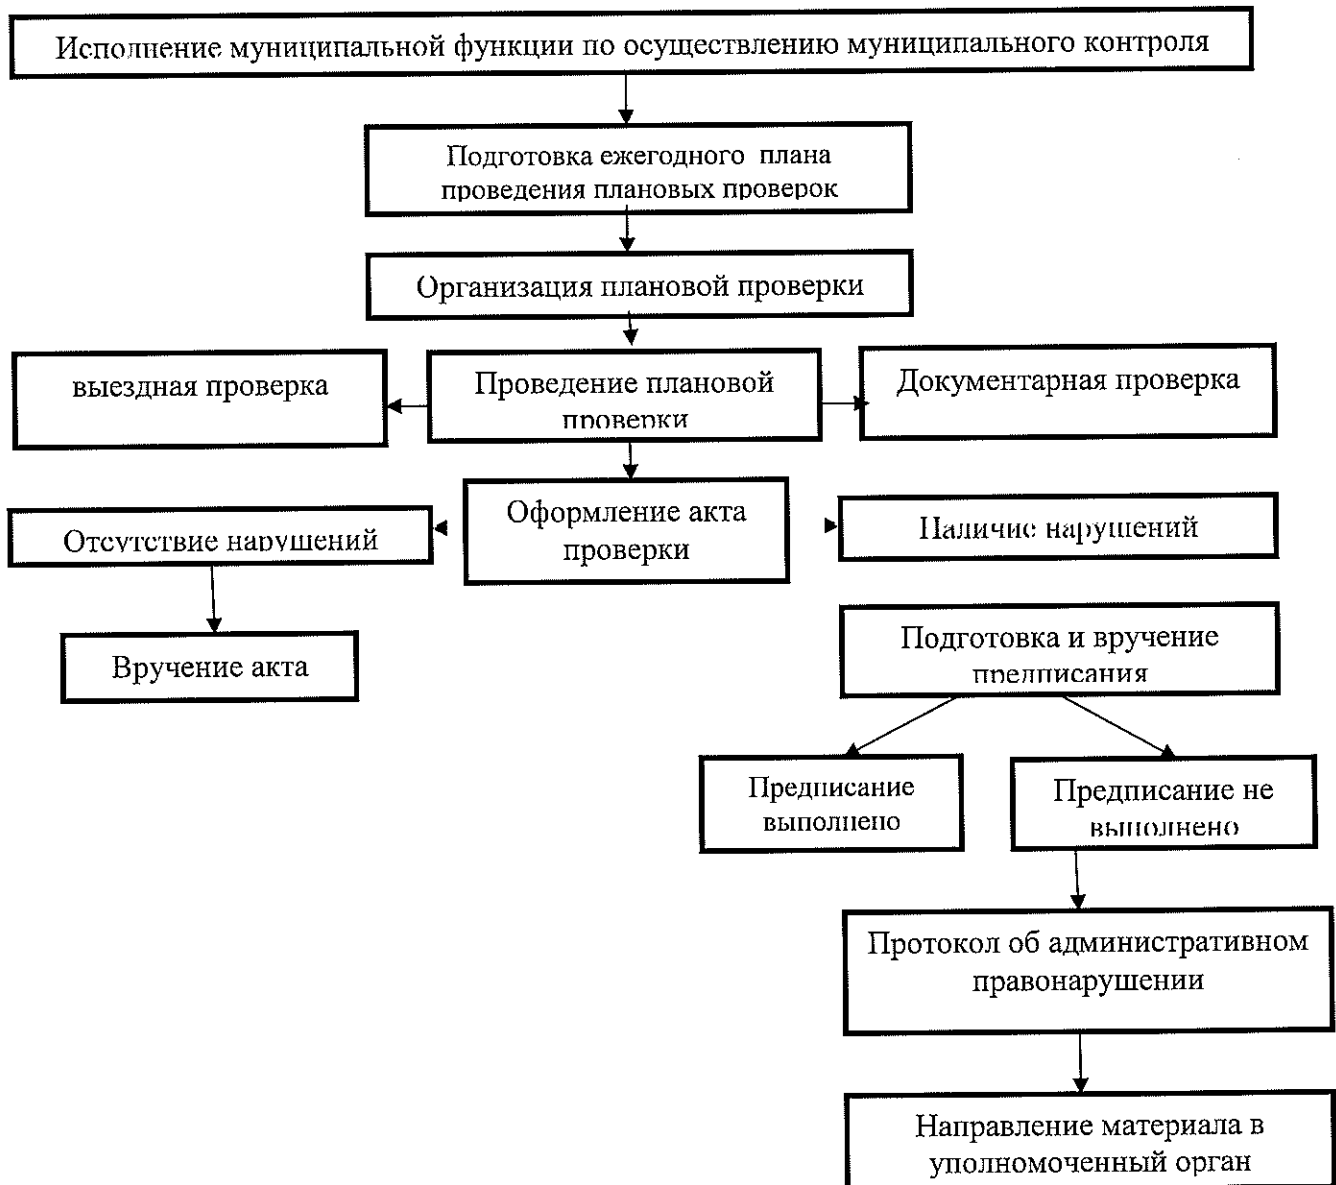 Исполнение муниципальной функции по осуществлению муниципального контроля
Подготовка ежегодного плана
проведения плановых проверок
Организация плановой проверки
выездная проверка
Проведение плановой
проверки
Документарная проверка
Оформление акта
проверки
Отсутствие нарушений
Наличие нарушений
Вручение акта
Подготовка и вручение
предписания
Предписание
выполнено
Предписание не
выполнено
Протокол об административном
правонарушении
Направление материала в
уполномоченный орган